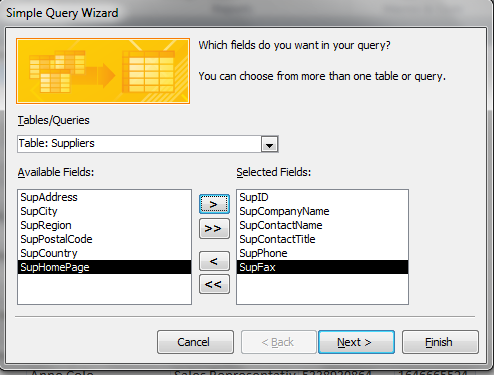 Simple Query Wizard
Which fields do you want in your query?
You can choose from more than one table or query.
Tables/Queries
Table: Suppliers
Available Fields:
Selected Fields:
SupAddress
SupCity
SupRegion
SupPostalCode
SupCountry
SupHomePage
>
>>
<
<<
SupID
SupCompanyName
SupContactName
SupContactTitle
SupPhone
SupFax
Cancel
< Back
Next >
Finish